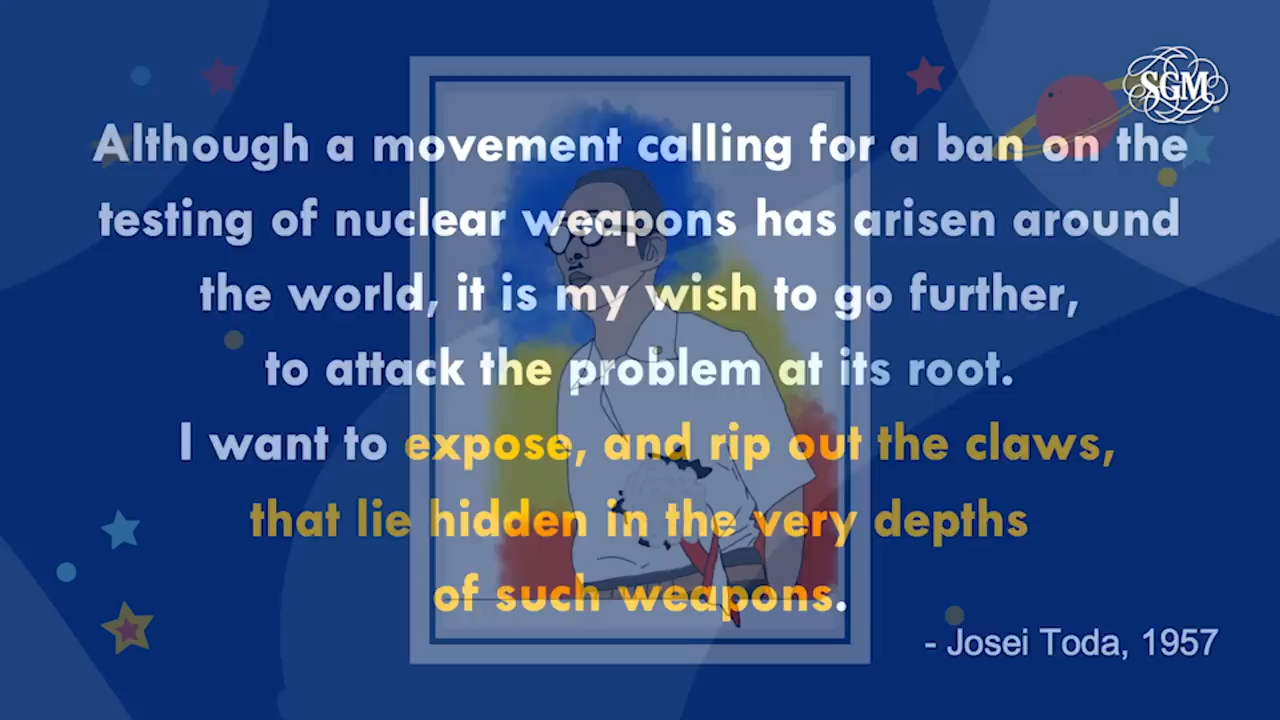 SGM
Although a movement calling for a ban on the
testing of nuclear weapons has arisen around
the world, it is my wish to go further,
to attack the problem at its root.
I want to expose, and rip out the claws,
that lie hidden in the very depths
of such weapons.
- Josei Toda, 1957